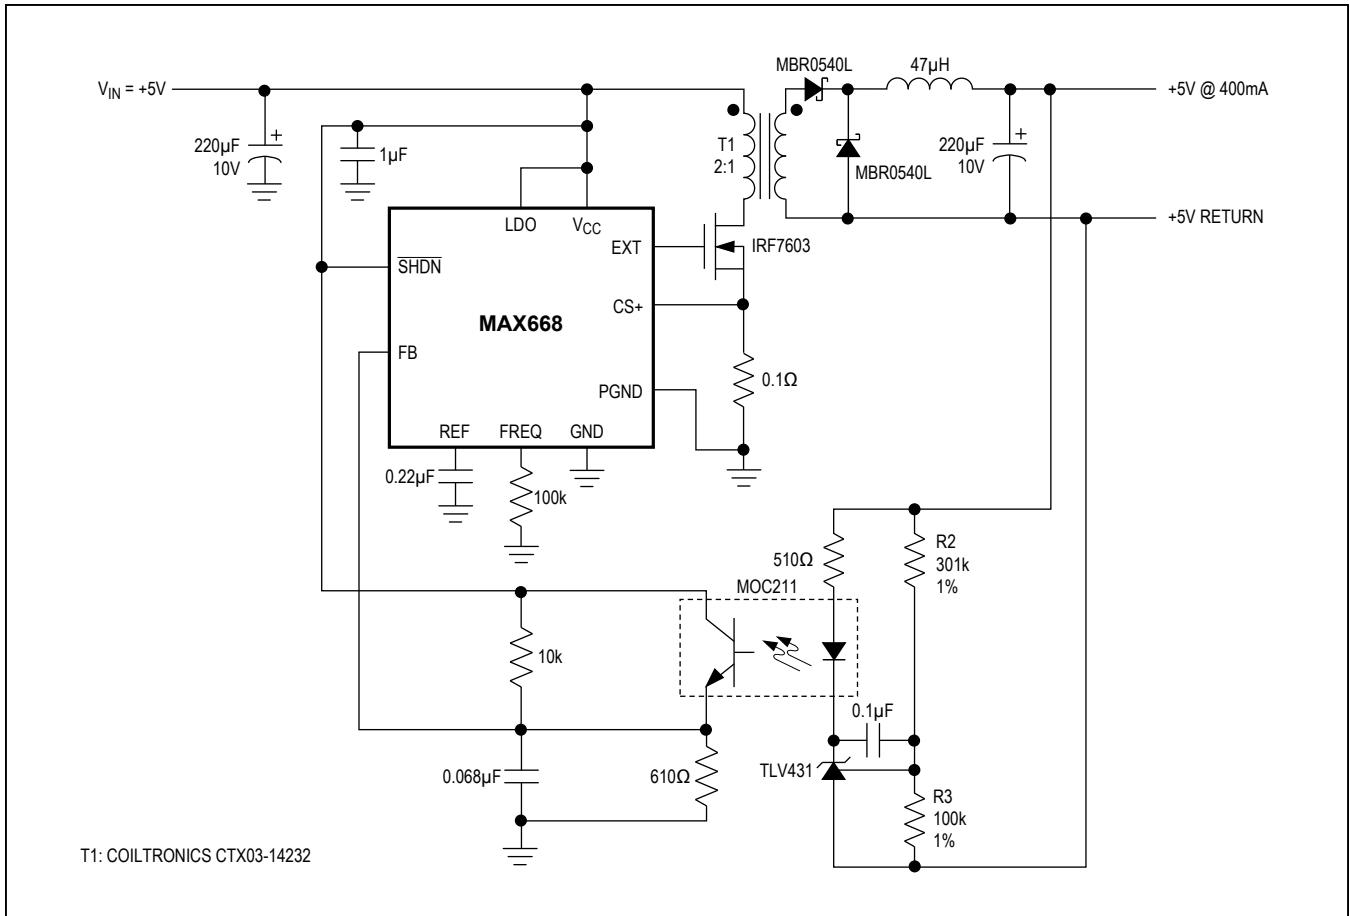 MBR0540L
47µH
V_IN = +5V
+5V @ 400mA
220µF
10V
+
1µF
T1
2:1
MBR0540L
+
220µF
10V
LDO
V_CC
EXT
IRF7603
+5V RETURN
SHDN
CS+
MAX668
FB
0.1Ω
PGND
REF
FREQ
GND
0.22µF
100k
510Ω
R2
301k
1%
MOC211
10k
0.1µF
0.068µF
610Ω
TLV431
R3
100k
1%
T1: COILTRONICS CTX03-14232